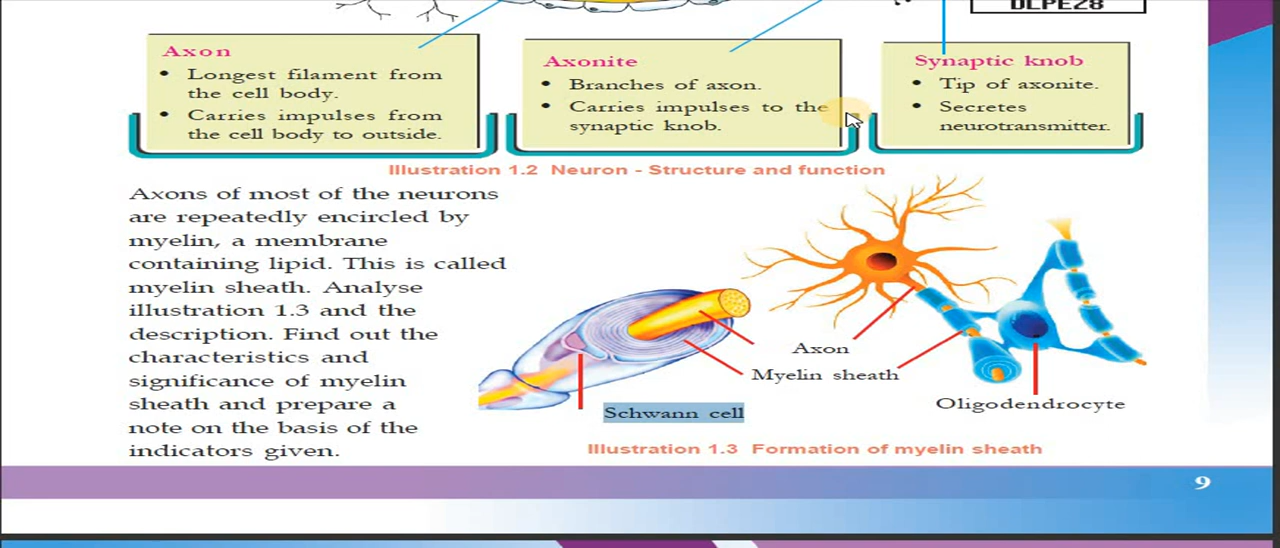 DLPE28
Axon
• Longest filament from
the cell body.
• Carries impulses from
the cell body to outside.
Axonite
• Branches of axon.
• Carries impulses to the
synaptic knob.
Synaptic knob
• Tip of axonite.
• Secretes
neurotransmitter.
Illustration 1.2 Neuron - Structure and function
Axons of most of the neurons
are repeatedly encircled by
myelin, a membrane
containing lipid. This is called
myelin sheath. Analyse
illustration 1.3 and the
description. Find out the
characteristics and
significance of myelin
sheath and prepare a
note on the basis of the
indicators given.
Axon
Myelin sheath
Schwann cell
Oligodendrocyte
Illustration 1.3 Formation of myelin sheath
9